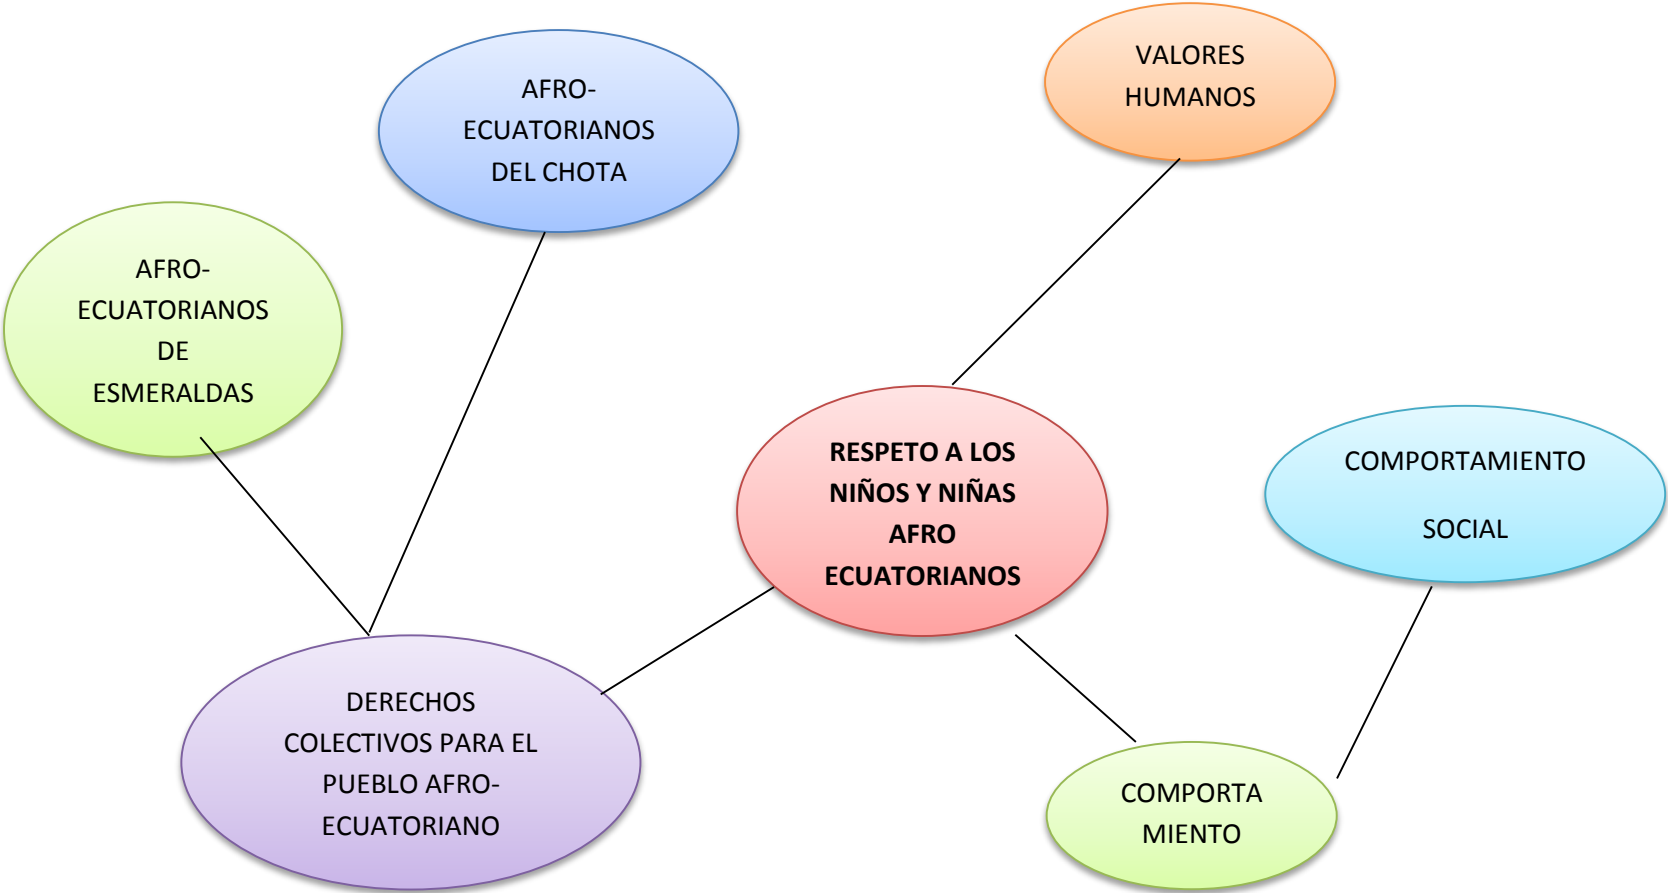 VALORES
HUMANOS
AFRO-
ECUATORIANOS
DEL CHOTA
AFRO-
ECUATORIANOS
DE
ESMERALDAS
RESPETO A LOS
NIÑOS Y NIÑAS
AFRO
ECUATORIANOS
COMPORTAMIENTO
SOCIAL
DERECHOS
COLECTIVOS PARA EL
PUEBLO AFRO-
ECUATORIANO
COMPORTA
MIENTO